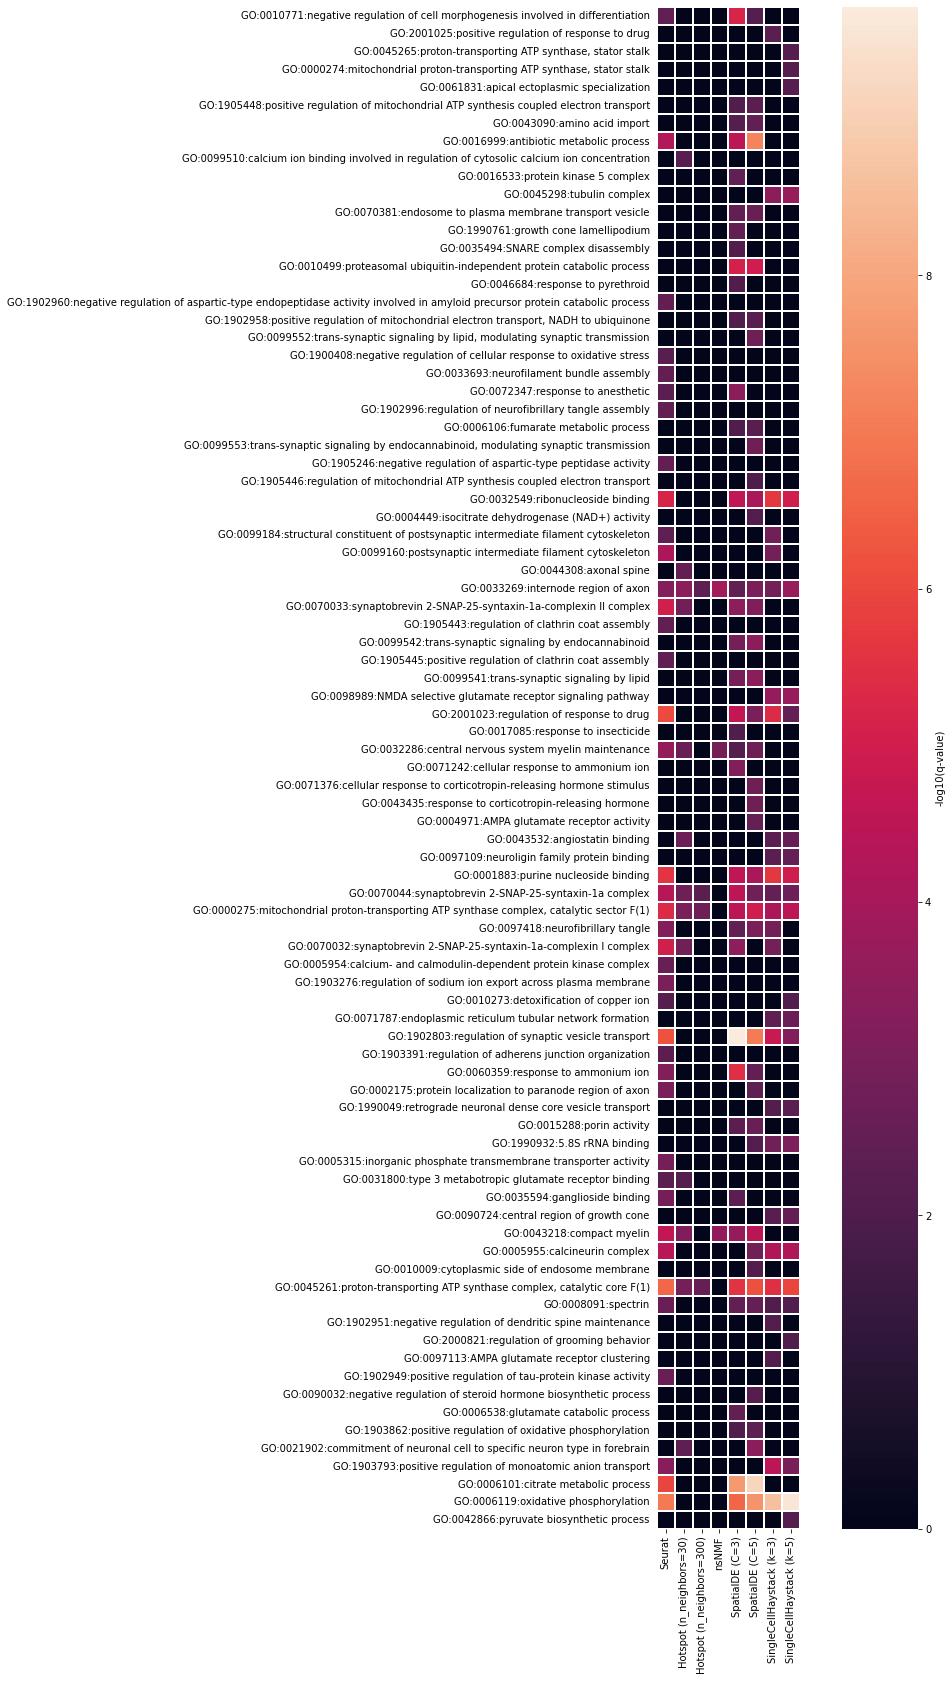 GO:0010771:negative regulation of cell morphogenesis involved in differentiation
GO:2001025:positive regulation of response to drug
GO:0045265:proton-transporting ATP synthase, stator stalk
GO:0000274:mitochondrial proton-transporting ATP synthase, stator stalk
GO:0061831:apical ectoplasmic specialization
GO:1905448:positive regulation of mitochondrial ATP synthesis coupled electron transport
GO:0043090:amino acid import
GO:0016999:antibiotic metabolic process
GO:0099510:calcium ion binding involved in regulation of cytosolic calcium ion concentration
GO:0016533:protein kinase 5 complex
GO:0045298:tubulin complex
GO:0070381:endosome to plasma membrane transport vesicle
GO:1990761:growth cone lamellipodium
GO:0035494:SNARE complex disassembly
GO:0010499:proteasomal ubiquitin-independent protein catabolic process
GO:0046684:response to pyrethroid
GO:1902960:negative regulation of aspartic-type endopeptidase activity involved in amyloid precursor protein catabolic process
GO:1902958:positive regulation of mitochondrial electron transport, NADH to ubiquinone
GO:0099552:trans-synaptic signaling by lipid, modulating synaptic transmission
GO:1900408:negative regulation of cellular response to oxidative stress
GO:0033693:neurofilament bundle assembly
GO:0072347:response to anesthetic
GO:1902996:regulation of neurofibrillary tangle assembly
GO:0006106:fumarate metabolic process
GO:0099553:trans-synaptic signaling by endocannabinoid, modulating synaptic transmission
GO:1905246:negative regulation of aspartic-type peptidase activity
GO:1905446:regulation of mitochondrial ATP synthesis coupled electron transport
GO:0032549:ribonucleoside binding
GO:0004449:isocitrate dehydrogenase (NAD+) activity
GO:0099184:structural constituent of postsynaptic intermediate filament cytoskeleton
GO:0099160:postsynaptic intermediate filament cytoskeleton
GO:0044308:axonal spine
GO:0033269:internode region of axon
GO:0070033:synaptobrevin 2-SNAP-25-syntaxin-1a-complexin II complex
GO:1905443:regulation of clathrin coat assembly
GO:0099542:trans-synaptic signaling by endocannabinoid
GO:1905445:positive regulation of clathrin coat assembly
GO:0099541:trans-synaptic signaling by lipid
GO:0098989:NMDA selective glutamate receptor signaling pathway
GO:2001023:regulation of response to drug
GO:0017085:response to insecticide
GO:0032286:central nervous system myelin maintenance
GO:0071242:cellular response to ammonium ion
GO:0071376:cellular response to corticotropin-releasing hormone stimulus
GO:0043435:response to corticotropin-releasing hormone
GO:0004971:AMPA glutamate receptor activity
GO:0043532:angiostatin binding
GO:0097109:neuroligin family protein binding
GO:0001883:purine nucleoside binding
GO:0070044:synaptobrevin 2-SNAP-25-syntaxin-1a complex
GO:0000275:mitochondrial proton-transporting ATP synthase complex, catalytic sector F(1)
GO:0097418:neurofibrillary tangle
GO:0070032:synaptobrevin 2-SNAP-25-syntaxin-1a-complexin I complex
GO:0005954:calcium- and calmodulin-dependent protein kinase complex
GO:1903276:regulation of sodium ion export across plasma membrane
GO:0010273:detoxification of copper ion
GO:0071787:endoplasmic reticulum tubular network formation
GO:1902803:regulation of synaptic vesicle transport
GO:1903391:regulation of adherens junction organization
GO:0060359:response to ammonium ion
GO:0002175:protein localization to paranode region of axon
GO:1990049:retrograde neuronal dense core vesicle transport
GO:0015288:porin activity
GO:1990932:5.8S rRNA binding
GO:0005315:inorganic phosphate transmembrane transporter activity
GO:0031800:type 3 metabotropic glutamate receptor binding
GO:0035594:ganglioside binding
GO:0090724:central region of growth cone
GO:0043218:compact myelin
GO:0005955:calcineurin complex
GO:0010009:cytoplasmic side of endosome membrane
GO:0045261:proton-transporting ATP synthase complex, catalytic core F(1)
GO:0008091:spectrin
GO:1902951:negative regulation of dendritic spine maintenance
GO:2000821:regulation of grooming behavior
GO:0097113:AMPA glutamate receptor clustering
GO:1902949:positive regulation of tau-protein kinase activity
GO:0090032:negative regulation of steroid hormone biosynthetic process
GO:0006538:glutamate catabolic process
GO:1903862:positive regulation of oxidative phosphorylation
GO:0021902:commitment of neuronal cell to specific neuron type in forebrain
GO:1903793:positive regulation of monoatomic anion transport
GO:0006101:citrate metabolic process
GO:0006119:oxidative phosphorylation
GO:0042866:pyruvate biosynthetic process
Seurat
Hotspot (n_neighbors=30)
Hotspot (n_neighbors=300)
nsNMF
SpatialDE (C=3)
SpatialDE (C=5)
SingleCellHaystack (k=3)
SingleCellHaystack (k=5)
8
6
4
2
0
-log10(q-value)